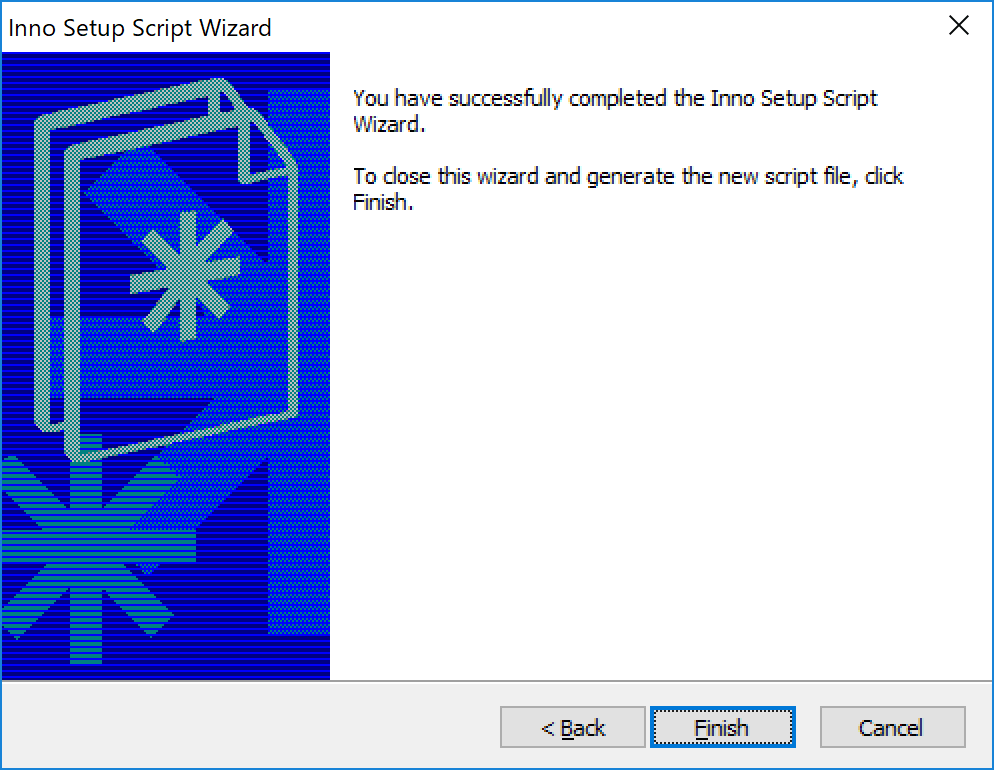 Inno Setup Script Wizard
You have successfully completed the Inno Setup Script
Wizard.
To close this wizard and generate the new script file, click
Finish.
< Back
Finish
Cancel